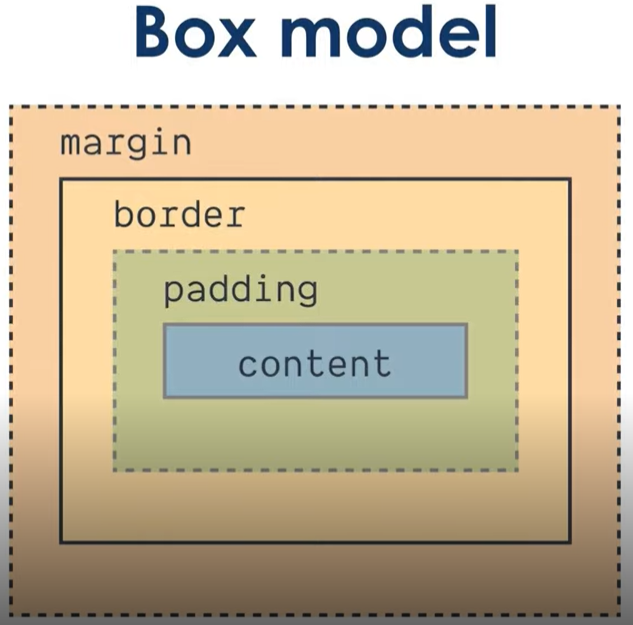 Box model
margin
border
padding
content